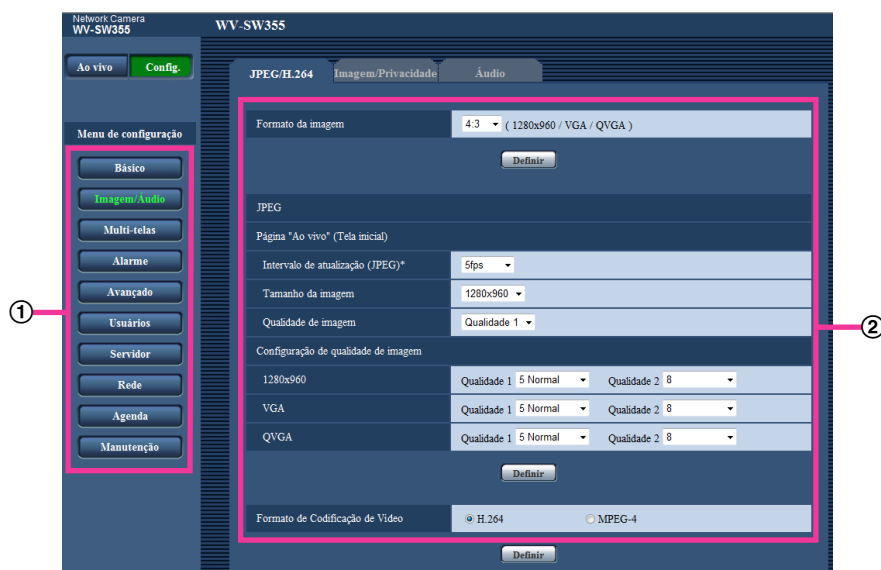 Network Camera
WV-SW355
WV-SW355
Ao vivo Config.
JPEG/H.264 Imagem/Privacidade Áudio
Menu de configuração
Básico
Imagem/Áudio
Multi-telas
Alarme
Avançado
Usuários
Servidor
Rede
Agenda
Manutenção
①
Formato da imagem 4:3 ( 1280x960 / VGA / QVGA )
Definir
JPEG
Página "Ao vivo" (Tela inicial)
Intervalo de atualização (JPEG)* 5fps
Tamanho da imagem 1280x960
Qualidade de imagem Qualidade 1
Configuração de qualidade de imagem
1280x960 Qualidade 1 5 Normal Qualidade 2 8
VGA Qualidade 1 5 Normal Qualidade 2 8
QVGA Qualidade 1 5 Normal Qualidade 2 8
Definir
Formato de Codificação de Video H.264 MPEG-4
Definir
②